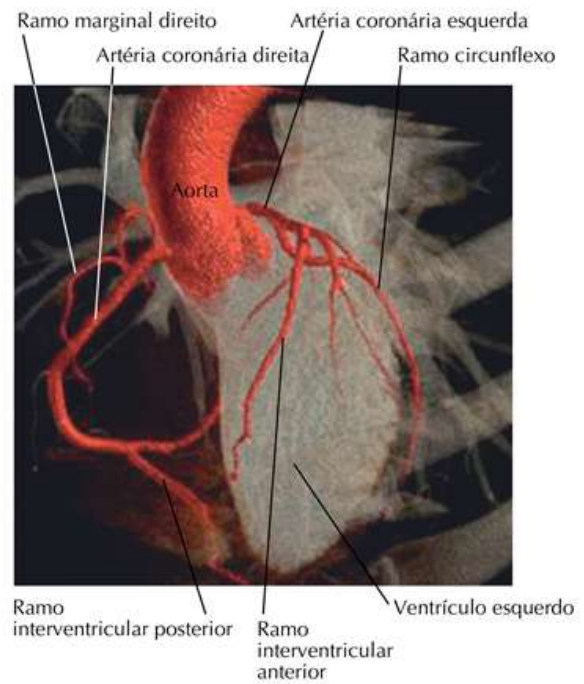 Ramo marginal direito
Artéria coronária direita
Artéria coronária esquerda
Ramo circunflexo
Aorta
Ramo
interventricular posterior
Ramo
interventricular
anterior
Ventrículo esquerdo